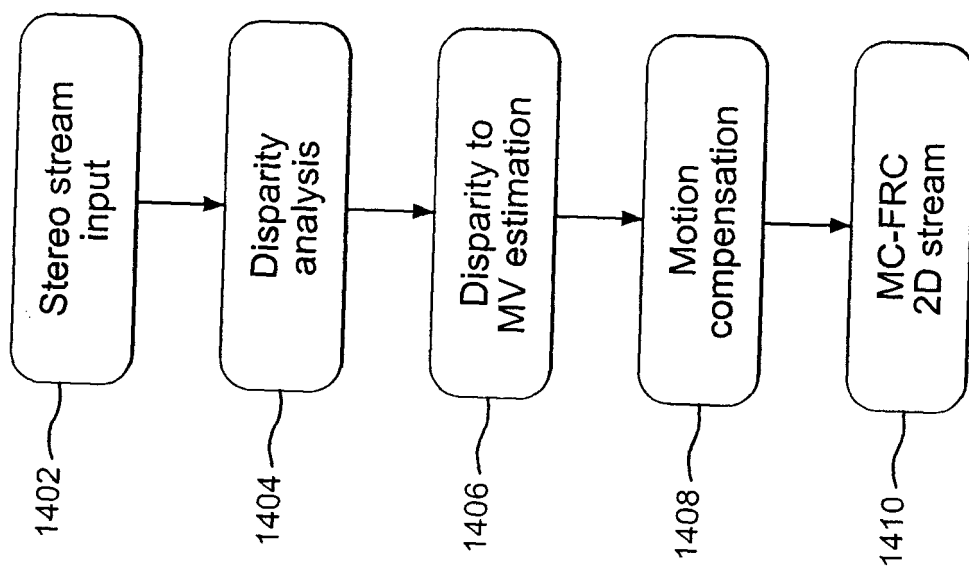 Stereo stream
input
1402
Disparity
analysis
1404
Disparity to
MV estimation
1406
Motion
compensation
1408
MC-FRC
2D stream
1410